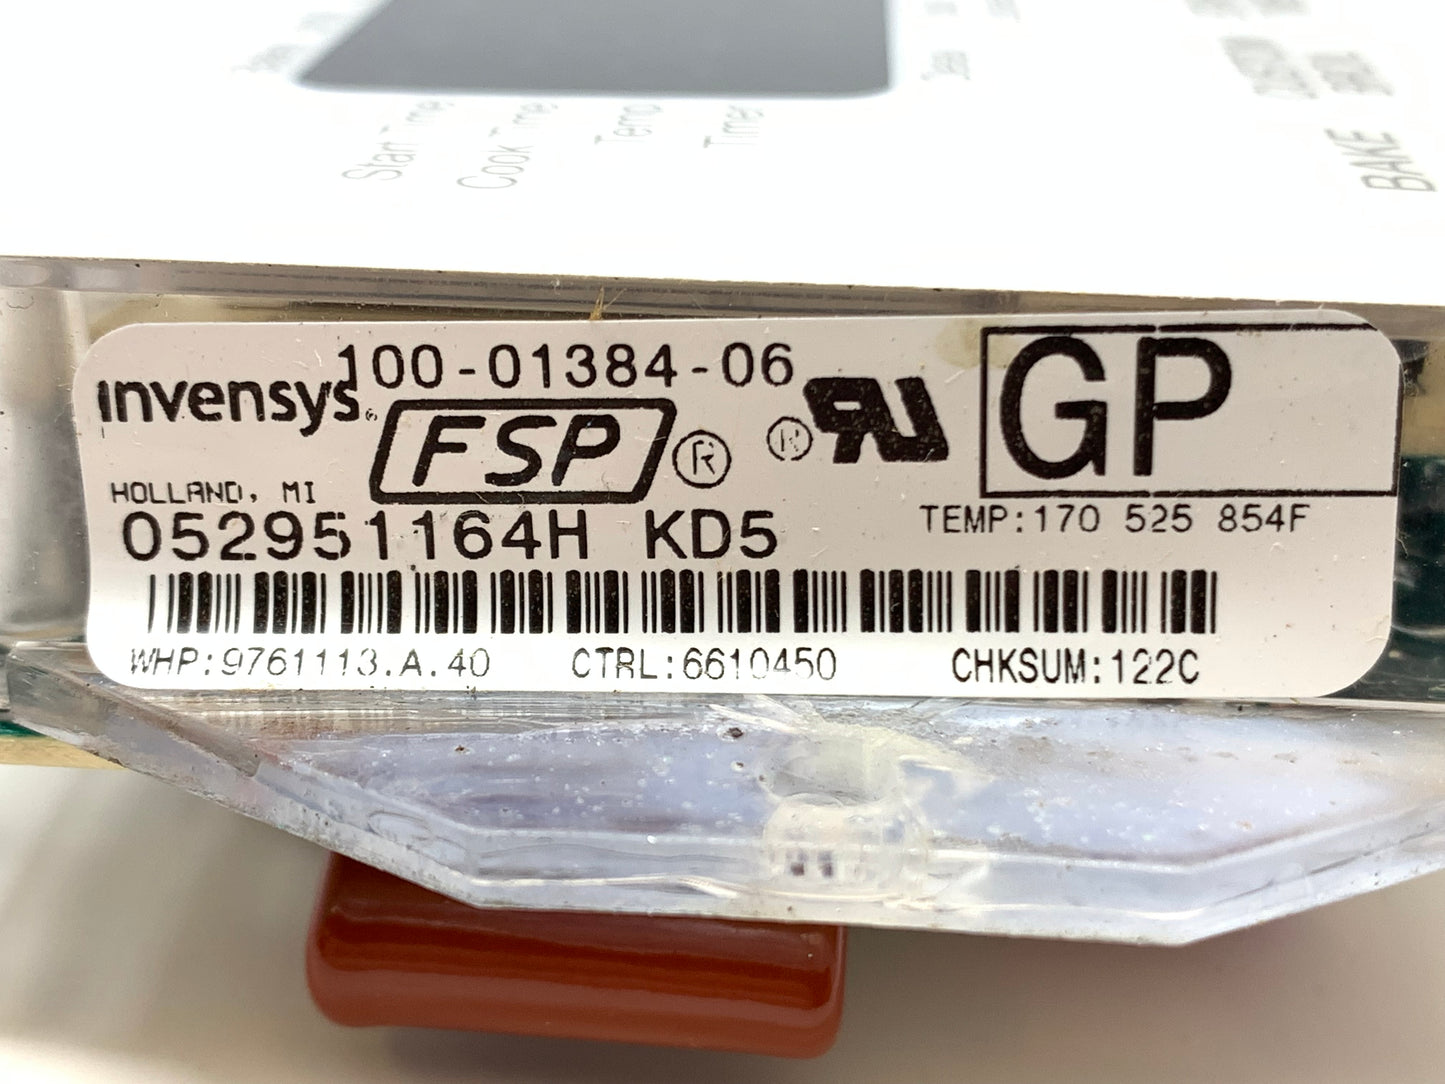 Start Time
Cook Time
Temp
Timer
BAKE
100-01384-06
invensys®
FSP®
®
GP
HOLLAND, MI
052951164H KD5
TEMP:170 525 854F
WHP:9761113.A.40 CTRL:6610450 CHKSUM:122C